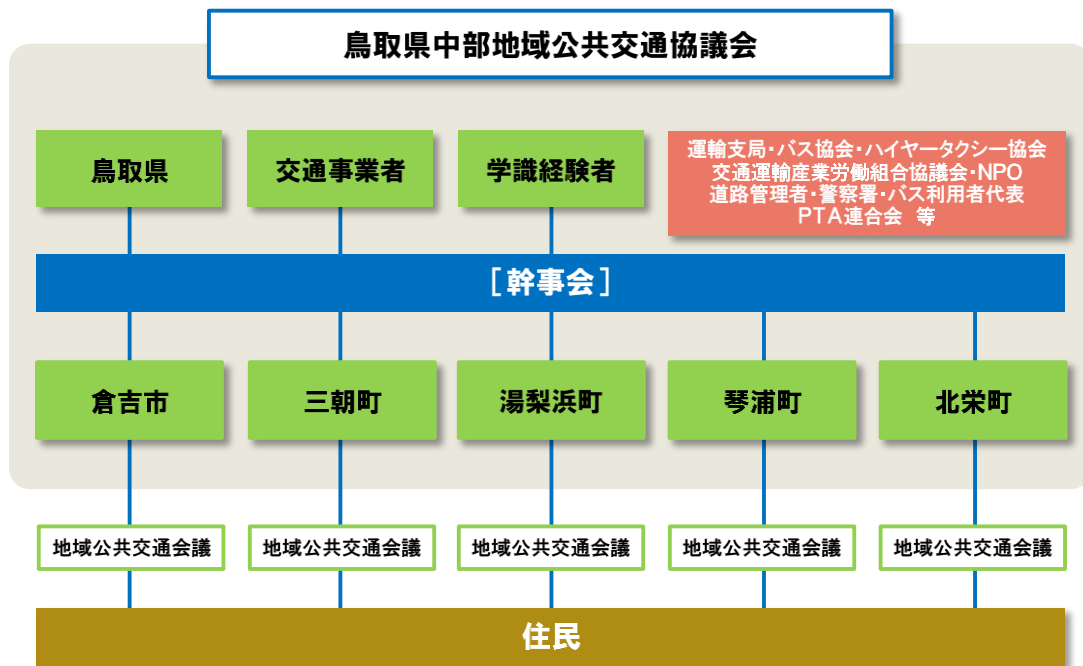 鳥取県中部地域公共交通協議会
鳥取県
交通事業者
学識経験者
運輸支局・バス協会・ハイヤータクシー協会
交通運輸産業労働組合協議会・NPO
道路管理者・警察署・バス利用者代表
PTA連合会 等
[幹事会]
倉吉市
三朝町
湯梨浜町
琴浦町
北栄町
地域公共交通会議
地域公共交通会議
地域公共交通会議
地域公共交通会議
地域公共交通会議
住民